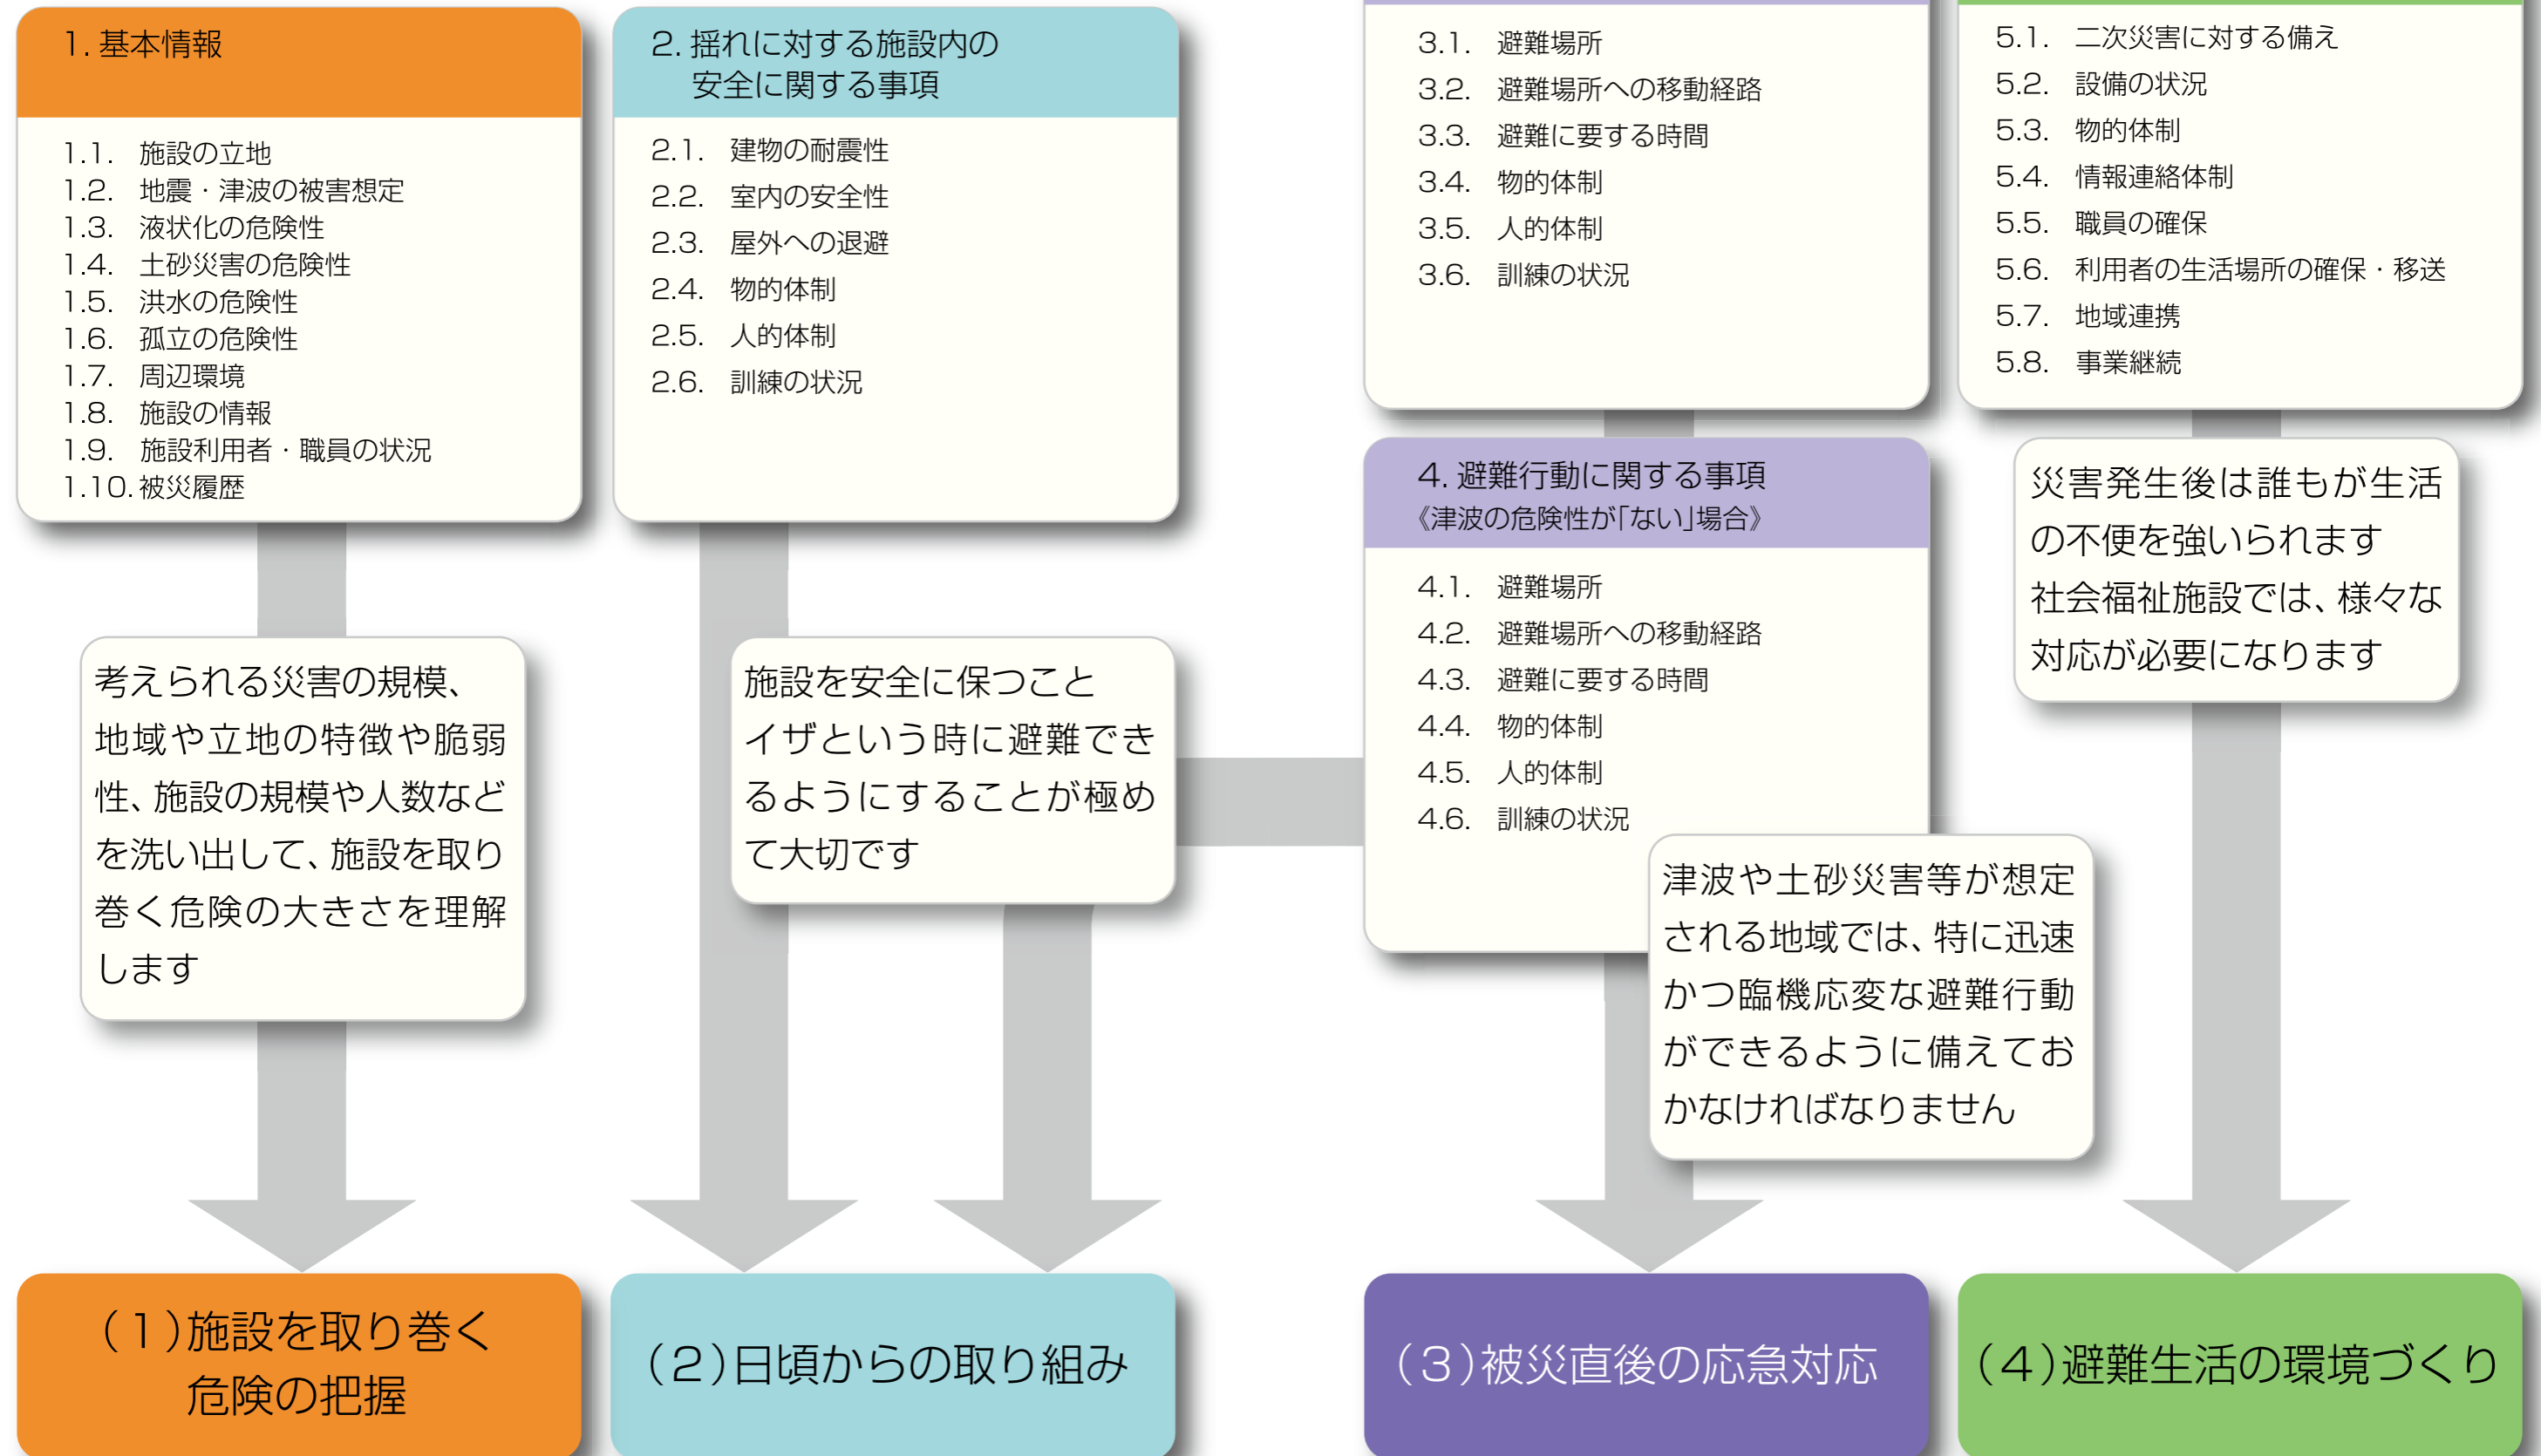 1. 基本情報
1.1. 施設の立地
1.2. 地震・津波の被害想定
1.3. 液状化の危険性
1.4. 土砂災害の危険性
1.5. 洪水の危険性
1.6. 孤立の危険性
1.7. 周辺環境
1.8. 施設の情報
1.9. 施設利用者・職員の状況
1.10. 被災履歴
2. 揺れに対する施設内の
安全に関する事項
2.1. 建物の耐震性
2.2. 室内の安全性
2.3. 屋外への退避
2.4. 物的体制
2.5. 人的体制
2.6. 訓練の状況
3.1. 避難場所
3.2. 避難場所への移動経路
3.3. 避難に要する時間
3.4. 物的体制
3.5. 人的体制
3.6. 訓練の状況
5.1. 二次災害に対する備え
5.2. 設備の状況
5.3. 物的体制
5.4. 情報連絡体制
5.5. 職員の確保
5.6. 利用者の生活場所の確保・移送
5.7. 地域連携
5.8. 事業継続
4. 避難行動に関する事項
《津波の危険性が「ない」場合》
4.1. 避難場所
4.2. 避難場所への移動経路
4.3. 避難に要する時間
4.4. 物的体制
4.5. 人的体制
4.6. 訓練の状況
災害発生後は誰もが生活
の不便を強いられます
社会福祉施設では、様々な
対応が必要になります
考えられる災害の規模、
地域や立地の特徴や脆弱
性、施設の規模や人数など
を洗い出して、施設を取り
巻く危険の大きさを理解
します
施設を安全に保つこと
イザという時に避難でき
るようにすることが極め
て大切です
津波や土砂災害等が想定
される地域では、特に迅速
かつ臨機応変な避難行動
ができるように備えてお
かなければなりません
（１）施設を取り巻く
危険の把握
（２）日頃からの取り組み
（３）被災直後の応急対応
（４）避難生活の環境づくり